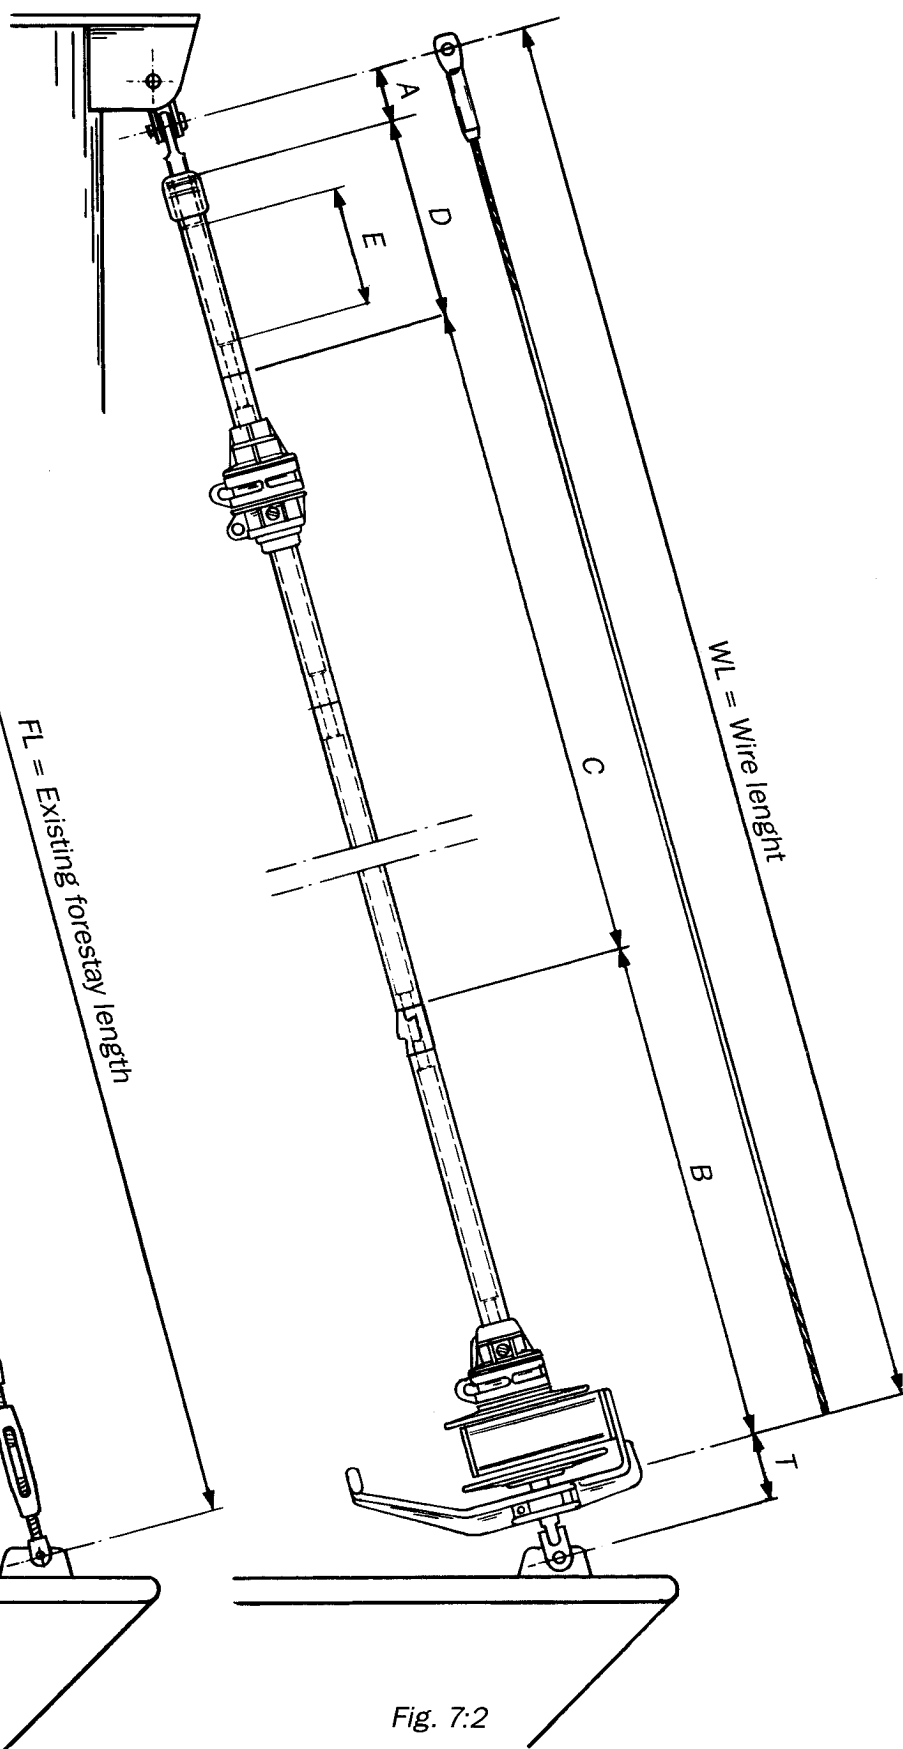 A
D
E
C
WL = Wire lenght
FL = Existing forestay length
B
T
Fig. 7:2